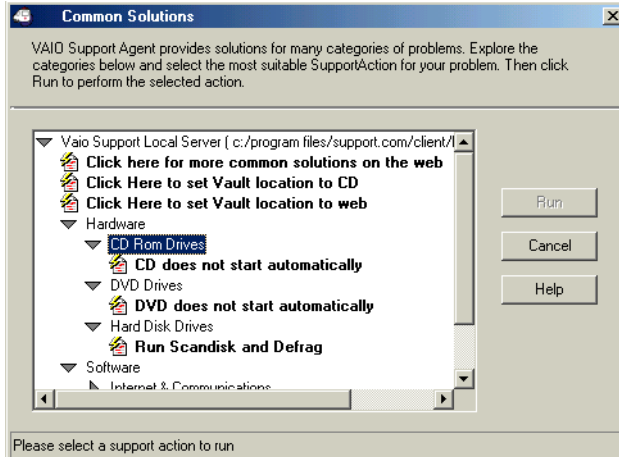 Common Solutions
VAIO Support Agent provides solutions for many categories of problems. Explore the
categories below and select the most suitable SupportAction for your problem. Then click
Run to perform the selected action.
Vaio Support Local Server ( c:/program files/support.com/client/l
Click here for more common solutions on the web
Click Here to set Vault location to CD
Click Here to set Vault location to web
Hardware
CD Rom Drives
CD does not start automatically
DVD Drives
DVD does not start automatically
Hard Disk Drives
Run Scandisk and Defrag
Software
Internet & Communications
Run
Cancel
Help
Please select a support action to run